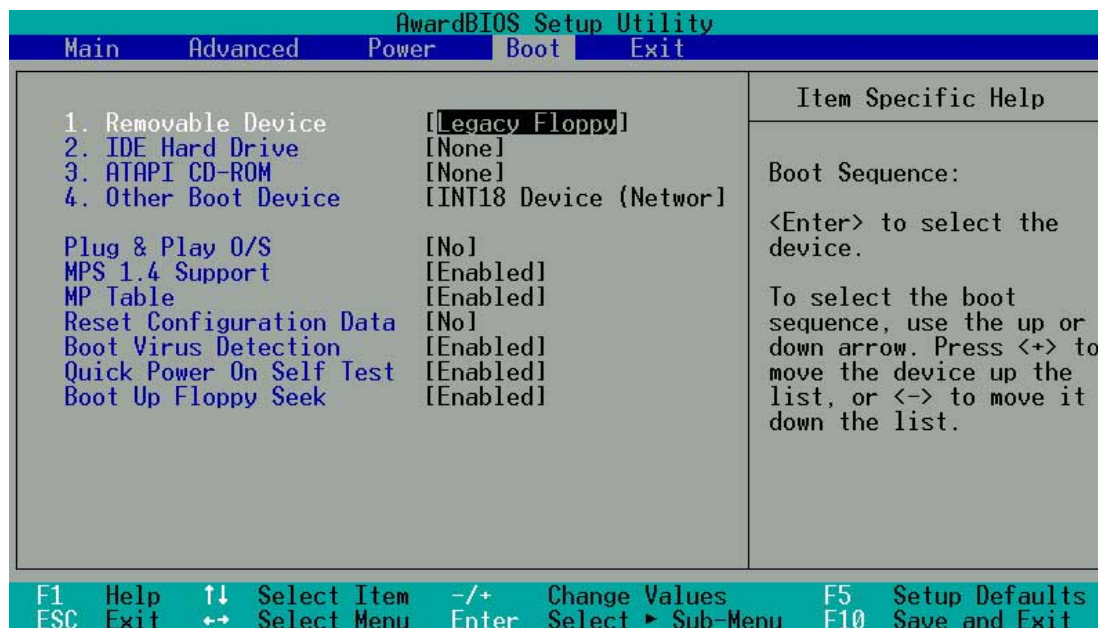 AwardBIOS Setup Utility
Main Advanced Power Boot Exit
1. Removable Device [Legacy Floppy]
2. IDE Hard Drive [None]
3. ATAPI CD-ROM [None]
4. Other Boot Device [INT18 Device (Networ]
Plug & Play O/S [No]
MPS 1.4 Support [Enabled]
MP Table [Enabled]
Reset Configuration Data [No]
Boot Virus Detection [Enabled]
Quick Power On Self Test [Enabled]
Boot Up Floppy Seek [Enabled]
Item Specific Help
Boot Sequence:
<Enter> to select the
device.
To select the boot
sequence, use the up or
down arrow. Press <+> to
move the device up the
list, or <-> to move it
down the list.
F1 Help ↑↓ Select Item -/+ Change Values F5 Setup Defaults
ESC Exit ←→ Select Menu Enter Select ► Sub-Menu F10 Save and Exit